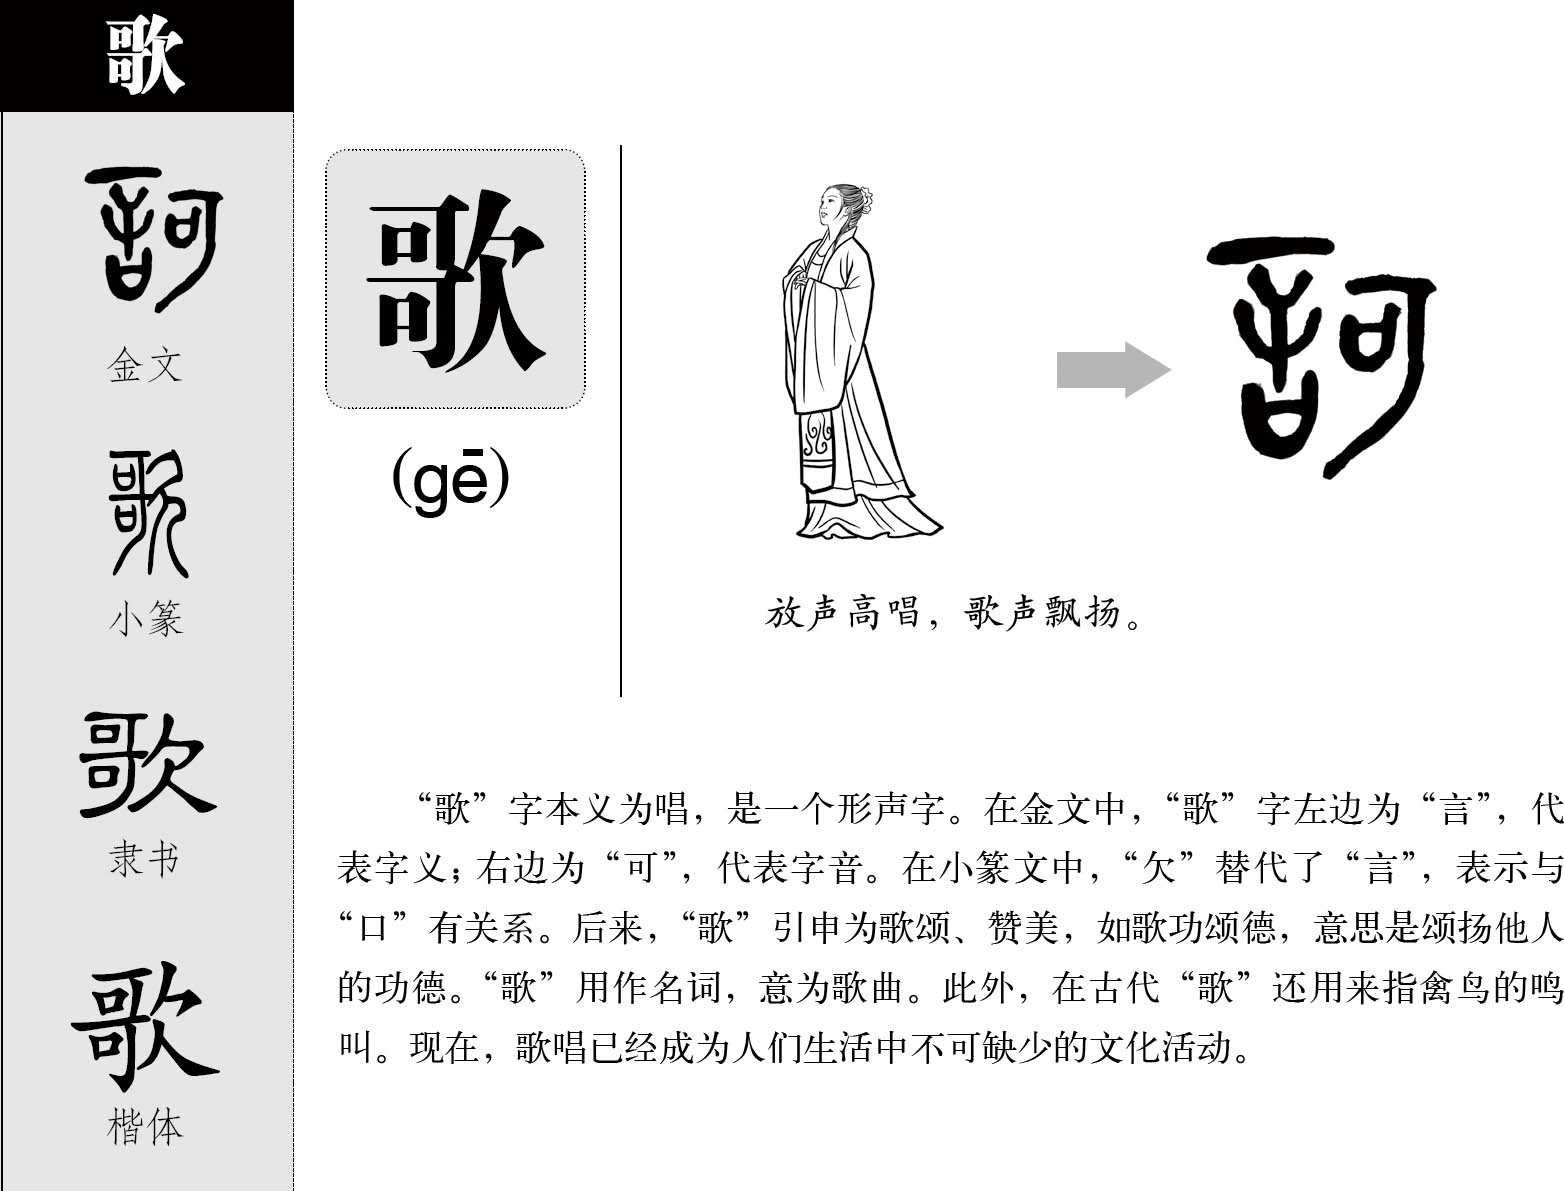 歌
訶
金文
歌
小篆
歌
隶书
歌
楷体
歌
(gē)
訶
放声高唱，歌声飘扬。
“歌”字本义为唱，是一个形声字。在金文中，“歌”字左边为“言”，代
表字义；右边为“可”，代表字音。在小篆文中，“欠”替代了“言”，表示与
“口”有关系。后来，“歌”引申为歌颂、赞美，如歌功颂德，意思是颂扬他人
的功德。“歌”用作名词，意为歌曲。此外，在古代“歌”还用来指禽鸟的鸣
叫。现在，歌唱已经成为人们生活中不可缺少的文化活动。